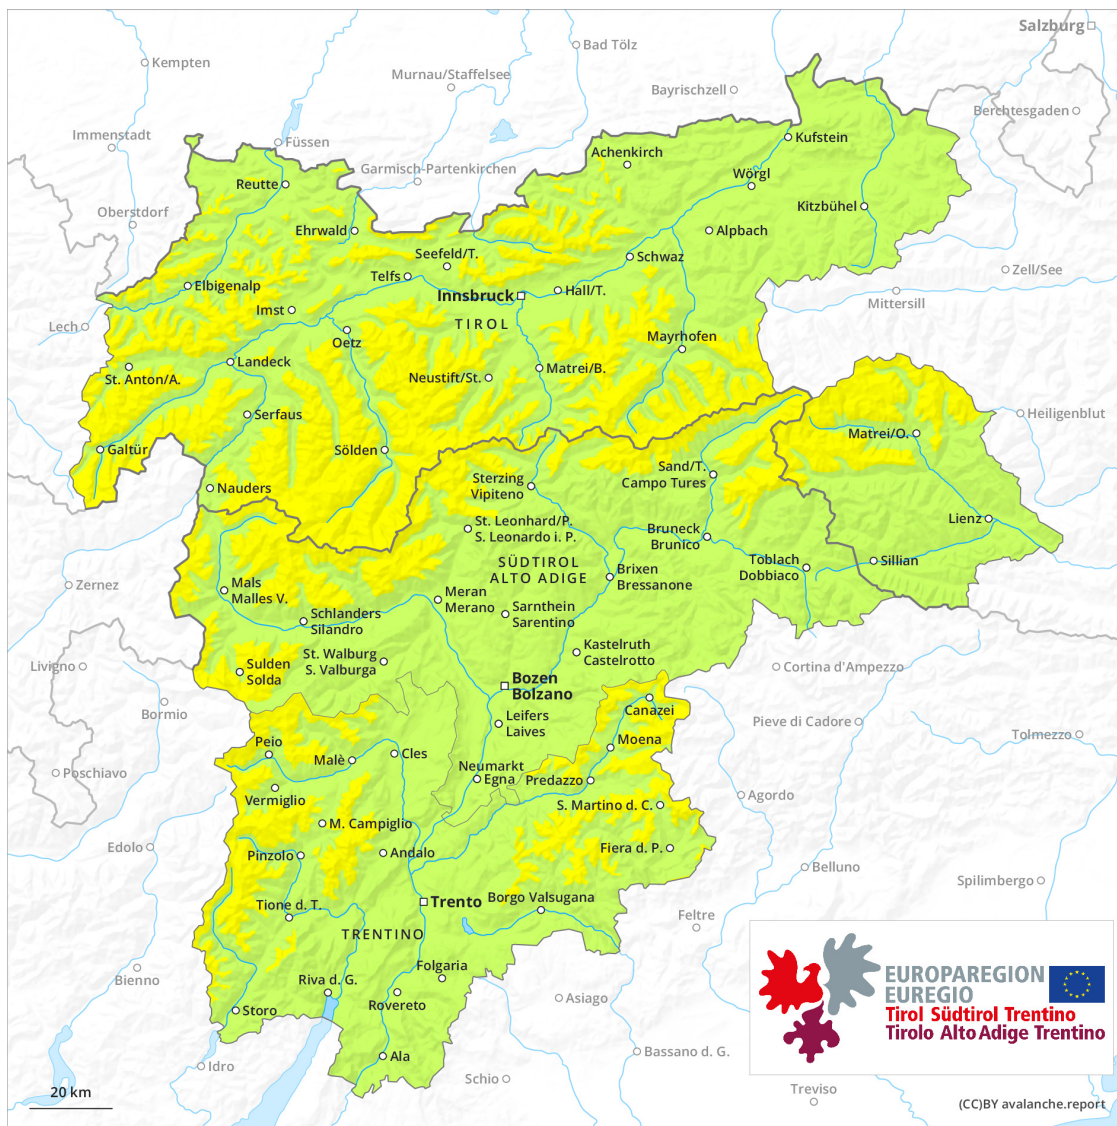 Salzburg
Bad Tölz
Kempten
Murnau/Staffelsee
Bayrischzell
Berchtesgaden
Immenstadt
Füssen
Kufstein
Achenkirch
Garmisch-Partenkirchen
Wörgl
Reutte
Oberstdorf
Kitzbühel
Ehrwald
Alpbach
Seefeld/T.
Schwaz
Zell/See
Telfs
Elbigenalp
Hall/T.
Innsbruck
Mittersill
Imst
TIROL
Lech
Oetz
Mayrhofen
Landeck
Matrei/B.
St. Anton/A.
Neustift/St.
Serfaus
Heiligenblut
Matrei/O.
Galtür
Sölden
Sand/T.
Campo Tures
Sterzing
Vipiteno
Nauders
Lienz
St. Leonhard/P.
S. Leonardo i. P.
Bruneck
Brunico
SÜDTIROL
ALTO ADIGE
Toblach
Dobbiaco
Sillian
Brixen
Bressanone
Zernez
Mals
Malles V.
Meran
Merano
Sarnthein
Sarentino
Schlanders
Silandro
Kastelruth
Castelrotto
St. Walburg
S. Valburga
Livigno
Sulden
Solda
Cortina d'Ampezzo
Bozen
Bolzano
Canazei
Bormio
Leifers
Laives
Pieve di Cadore
Tolmezzo
Peio
Moena
Cles
Malè
Poschiavo
Neumarkt
Egna
Predazzo
Vermiglio
Agordo
S. Martino d. C.
M. Campiglio
Edolo
Fiera d. P.
Pinzolo
Andalo
Belluno
Spilimbergo
Trento
Borgo Valsugana
Tione d. T.
Feltre
TRENTINO
Folgaria
Bienno
Riva d. G.
Rovereto
Asiago
Storo
EUROPAREGION
EUREGIO
Tirol Südtirol Trentino
Tirolo Alto Adige Trentino
Ala
Bassano d. G.
Idro
Schio
Treviso
20 km
(CC)BY avalanche.report